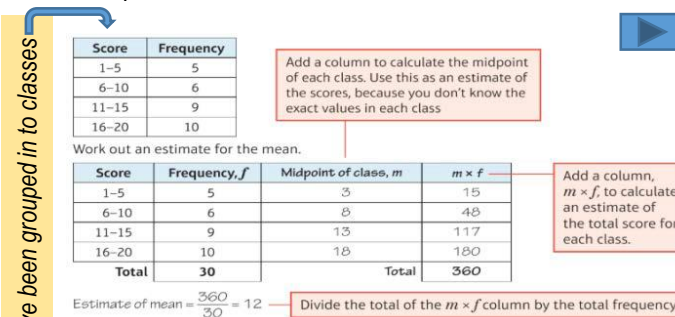 ve been grouped in to classes
Score Frequency
1–5 5
6–10 6
11–15 9
16–20 10
Add a column to calculate the midpoint
of each class. Use this as an estimate of
the scores, because you don't know the
exact values in each class
Work out an estimate for the mean.
Score Frequency, f Midpoint of class, m m × f
1–5 5 3 15
6–10 6 8 48
11–15 9 13 117
16–20 10 18 180
Total 30 Total 360
Add a column,
m × f, to calculate
an estimate of
the total score for
each class.
Estimate of mean = 360/30 = 12
Divide the total of the m × f column by the total frequency